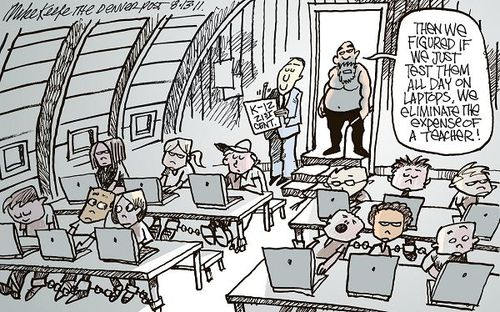 Mike Keefe THE DENVER POST 8·13·11
THEN WE
FIGURED IF
WE JUST
TEST THEM
ALL DAY ON
LAPTOPS, WE
ELIMINATE THE
EXPENSE OF
A TEACHER!
K-12
21ST
CENT.